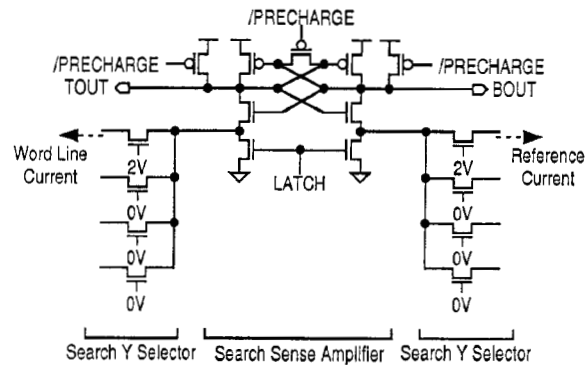 /PRECHARGE
/PRECHARGE
/PRECHARGE
TOUT
BOUT
Word Line
Current
Reference
Current
2V
2V
LATCH
0V
0V
0V
0V
0V
0V
Search Y Selector
Search Sense Amplifier
Search Y Selector